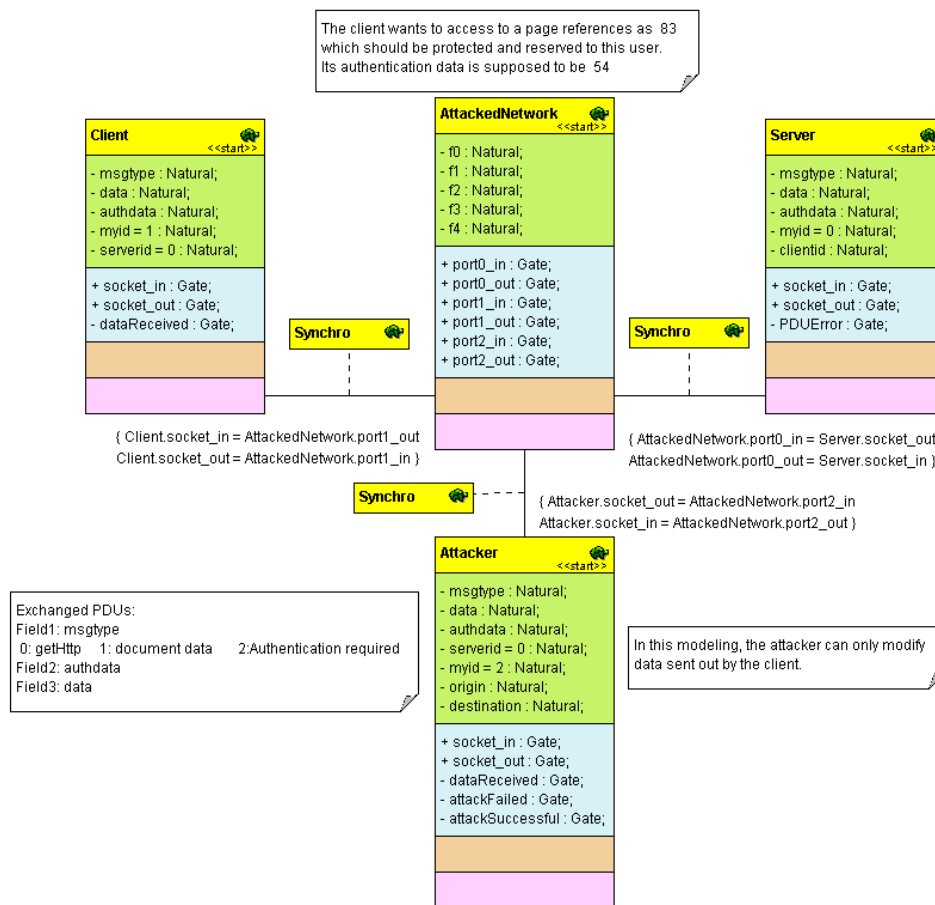 The client wants to access to a page references as  83
which should be protected and reserved to this user.
Its authentication data is supposed to be  54
Client
<<start>>
- msgtype : Natural;
- data : Natural;
- authdata : Natural;
- myid = 1 : Natural;
- serverid = 0 : Natural;
+ socket_in : Gate;
+ socket_out : Gate;
- dataReceived : Gate;
Synchro
AttackedNetwork
<<start>>
- f0 : Natural;
- f1 : Natural;
- f2 : Natural;
- f3 : Natural;
- f4 : Natural;
+ port0_in : Gate;
+ port0_out : Gate;
+ port1_in : Gate;
+ port1_out : Gate;
+ port2_in : Gate;
+ port2_out : Gate;
Synchro
Server
<<start>>
- msgtype : Natural;
- data : Natural;
- authdata : Natural;
- myid = 0 : Natural;
- clientid : Natural;
+ socket_in : Gate;
+ socket_out : Gate;
- PDUError : Gate;
{ Client.socket_in = AttackedNetwork.port1_out
Client.socket_out = AttackedNetwork.port1_in }
{ AttackedNetwork.port0_in = Server.socket_out
AttackedNetwork.port0_out = Server.socket_in }
Synchro
{ Attacker.socket_out = AttackedNetwork.port2_in
Attacker.socket_in = AttackedNetwork.port2_out }
Attacker
<<start>>
- msgtype : Natural;
- data : Natural;
- authdata : Natural;
- serverid = 0 : Natural;
- myid = 2 : Natural;
- origin : Natural;
- destination : Natural;
+ socket_in : Gate;
+ socket_out : Gate;
- dataReceived : Gate;
- attackFailed : Gate;
- attackSuccessful : Gate;
Exchanged PDUs:
Field1: msgtype
0: getHttp     1: document data     2:Authentication required
Field2: authdata
Field3: data
In this modeling, the attacker can only modify
data sent out by the client.